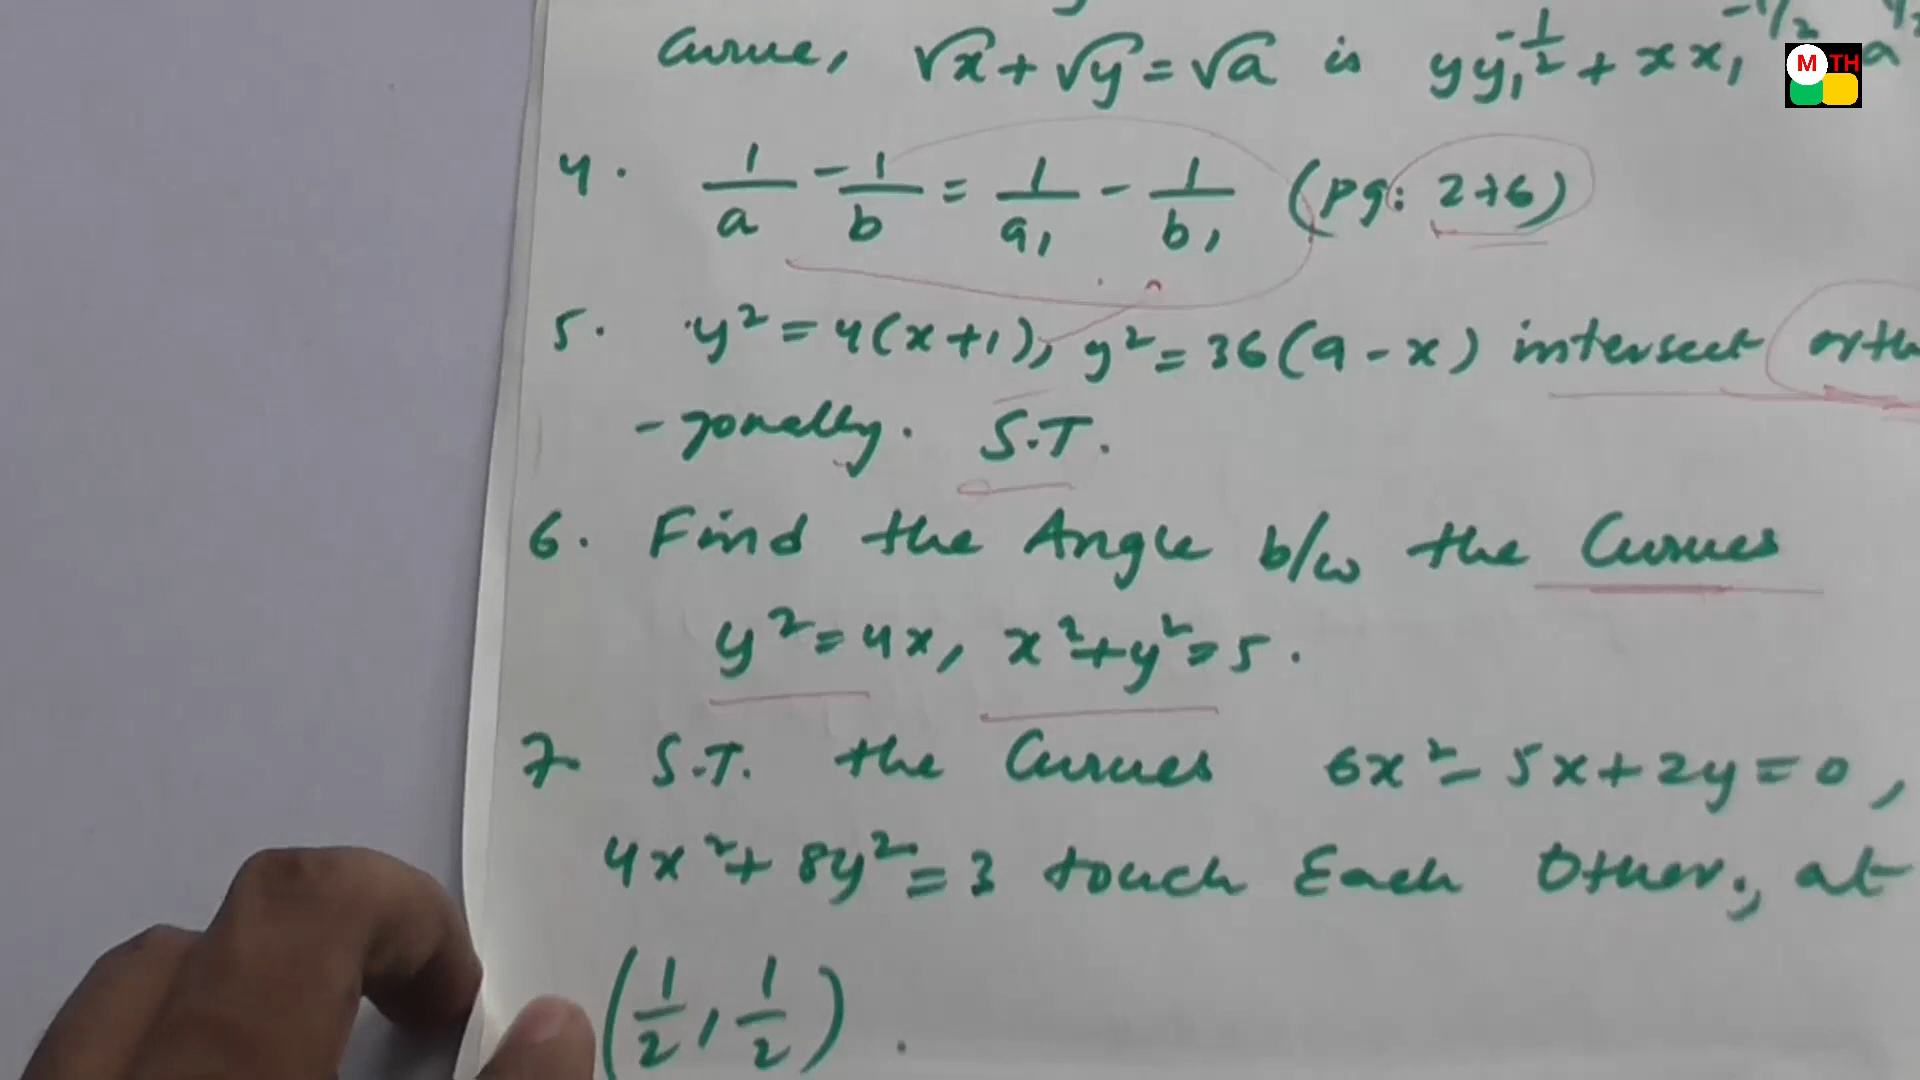 Curve, √x + √y = √a is yy₁^-1/2 + xx₁^-1/2 a
M TH
4. 1/a - 1/b = 1/a₁ - 1/b₁ (pg: 276)
5. y² = 4(x+1), y² = 36(9-x) intersect ortho
-gonally. S.T.
6. Find the Angle b/w the Curves
y² = 4x, x² + y² = 5.
7. S.T. the Curves 6x² - 5x + 2y = 0,
4x² + 8y² = 3 touch Each Other, at
(1/2, 1/2).